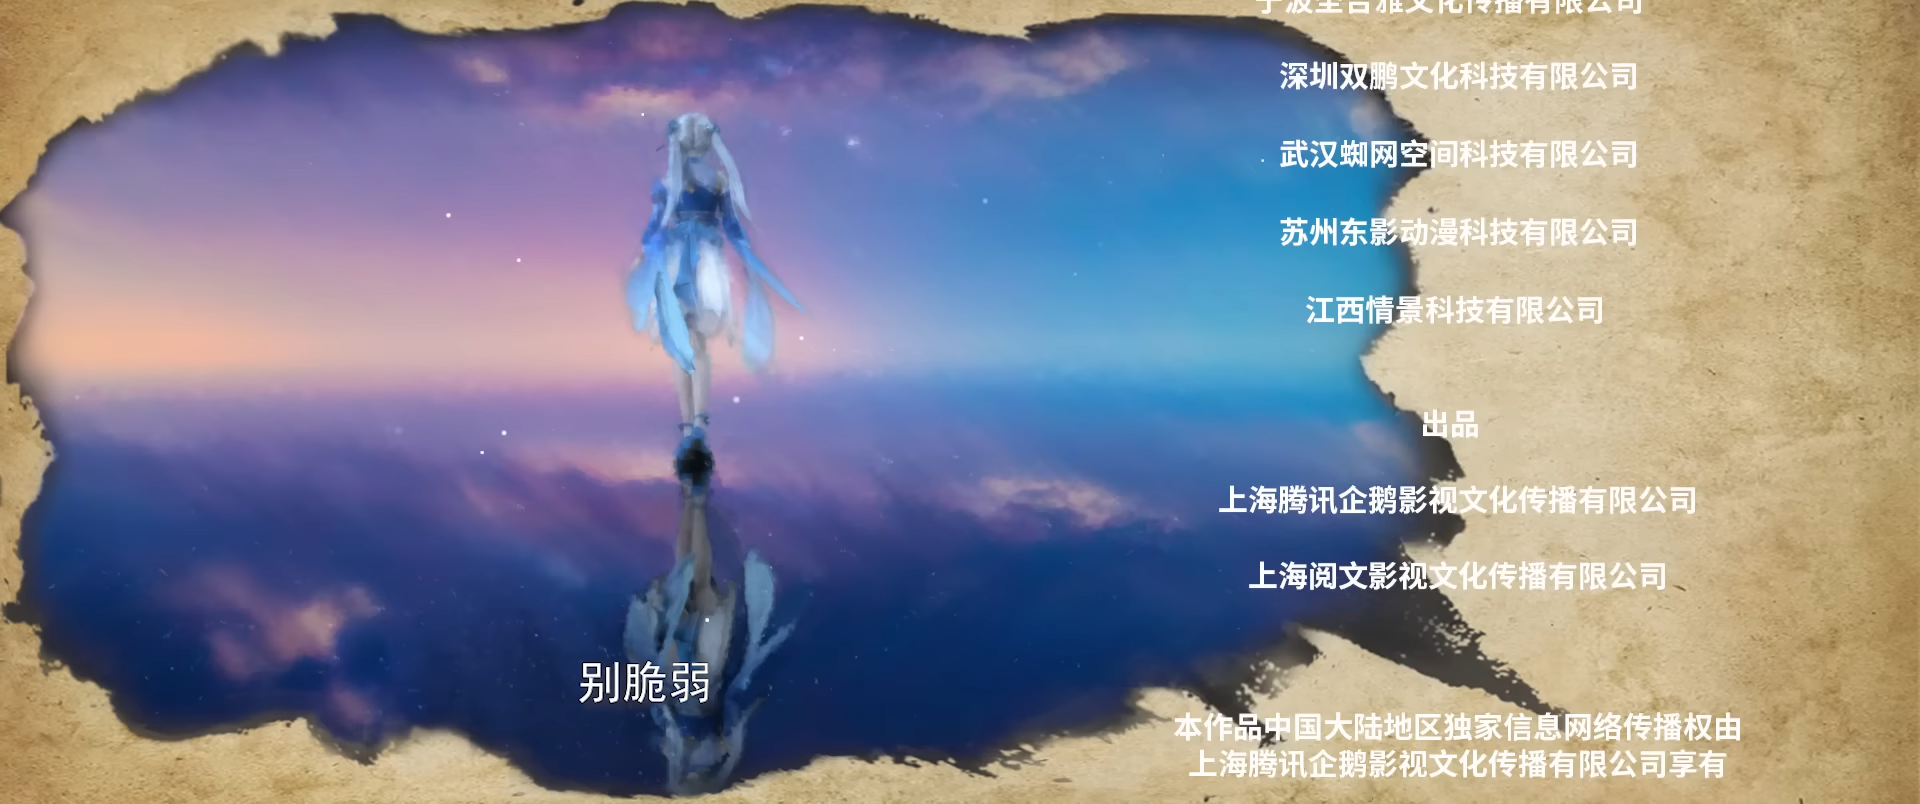 深圳双鹏文化科技有限公司
武汉蜘网空间科技有限公司
苏州东影动漫科技有限公司
江西情景科技有限公司
出品
上海腾讯企鹅影视文化传播有限公司
上海阅文影视文化传播有限公司
别脆弱
本作品中国大陆地区独家信息网络传播权由
上海腾讯企鹅影视文化传播有限公司享有